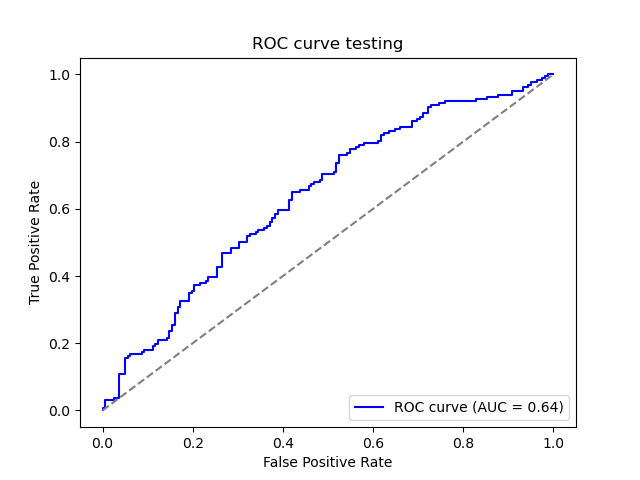 ROC curve testing
1.0
0.8
0.6
0.4
0.2
0.0
True Positive Rate
ROC curve (AUC = 0.64)
0.0 0.2 0.4 0.6 0.8 1.0
False Positive Rate